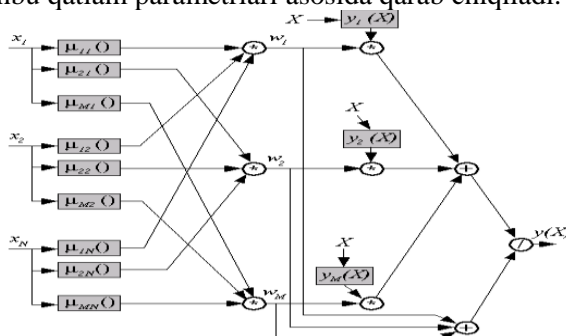 bu qatlam parametrlari asosida qarab chiqiladi.
X y₁(X)
x₁ μ₁₁() * w₁ *
μ₂₁()
μM1()
X
x₂ μ₁₂() y₂(X)
μ₂₂() * w₂ * +
μM2()
xN μ1N() X / y(X)
μ2N() yM(X)
μMN() * wM * +